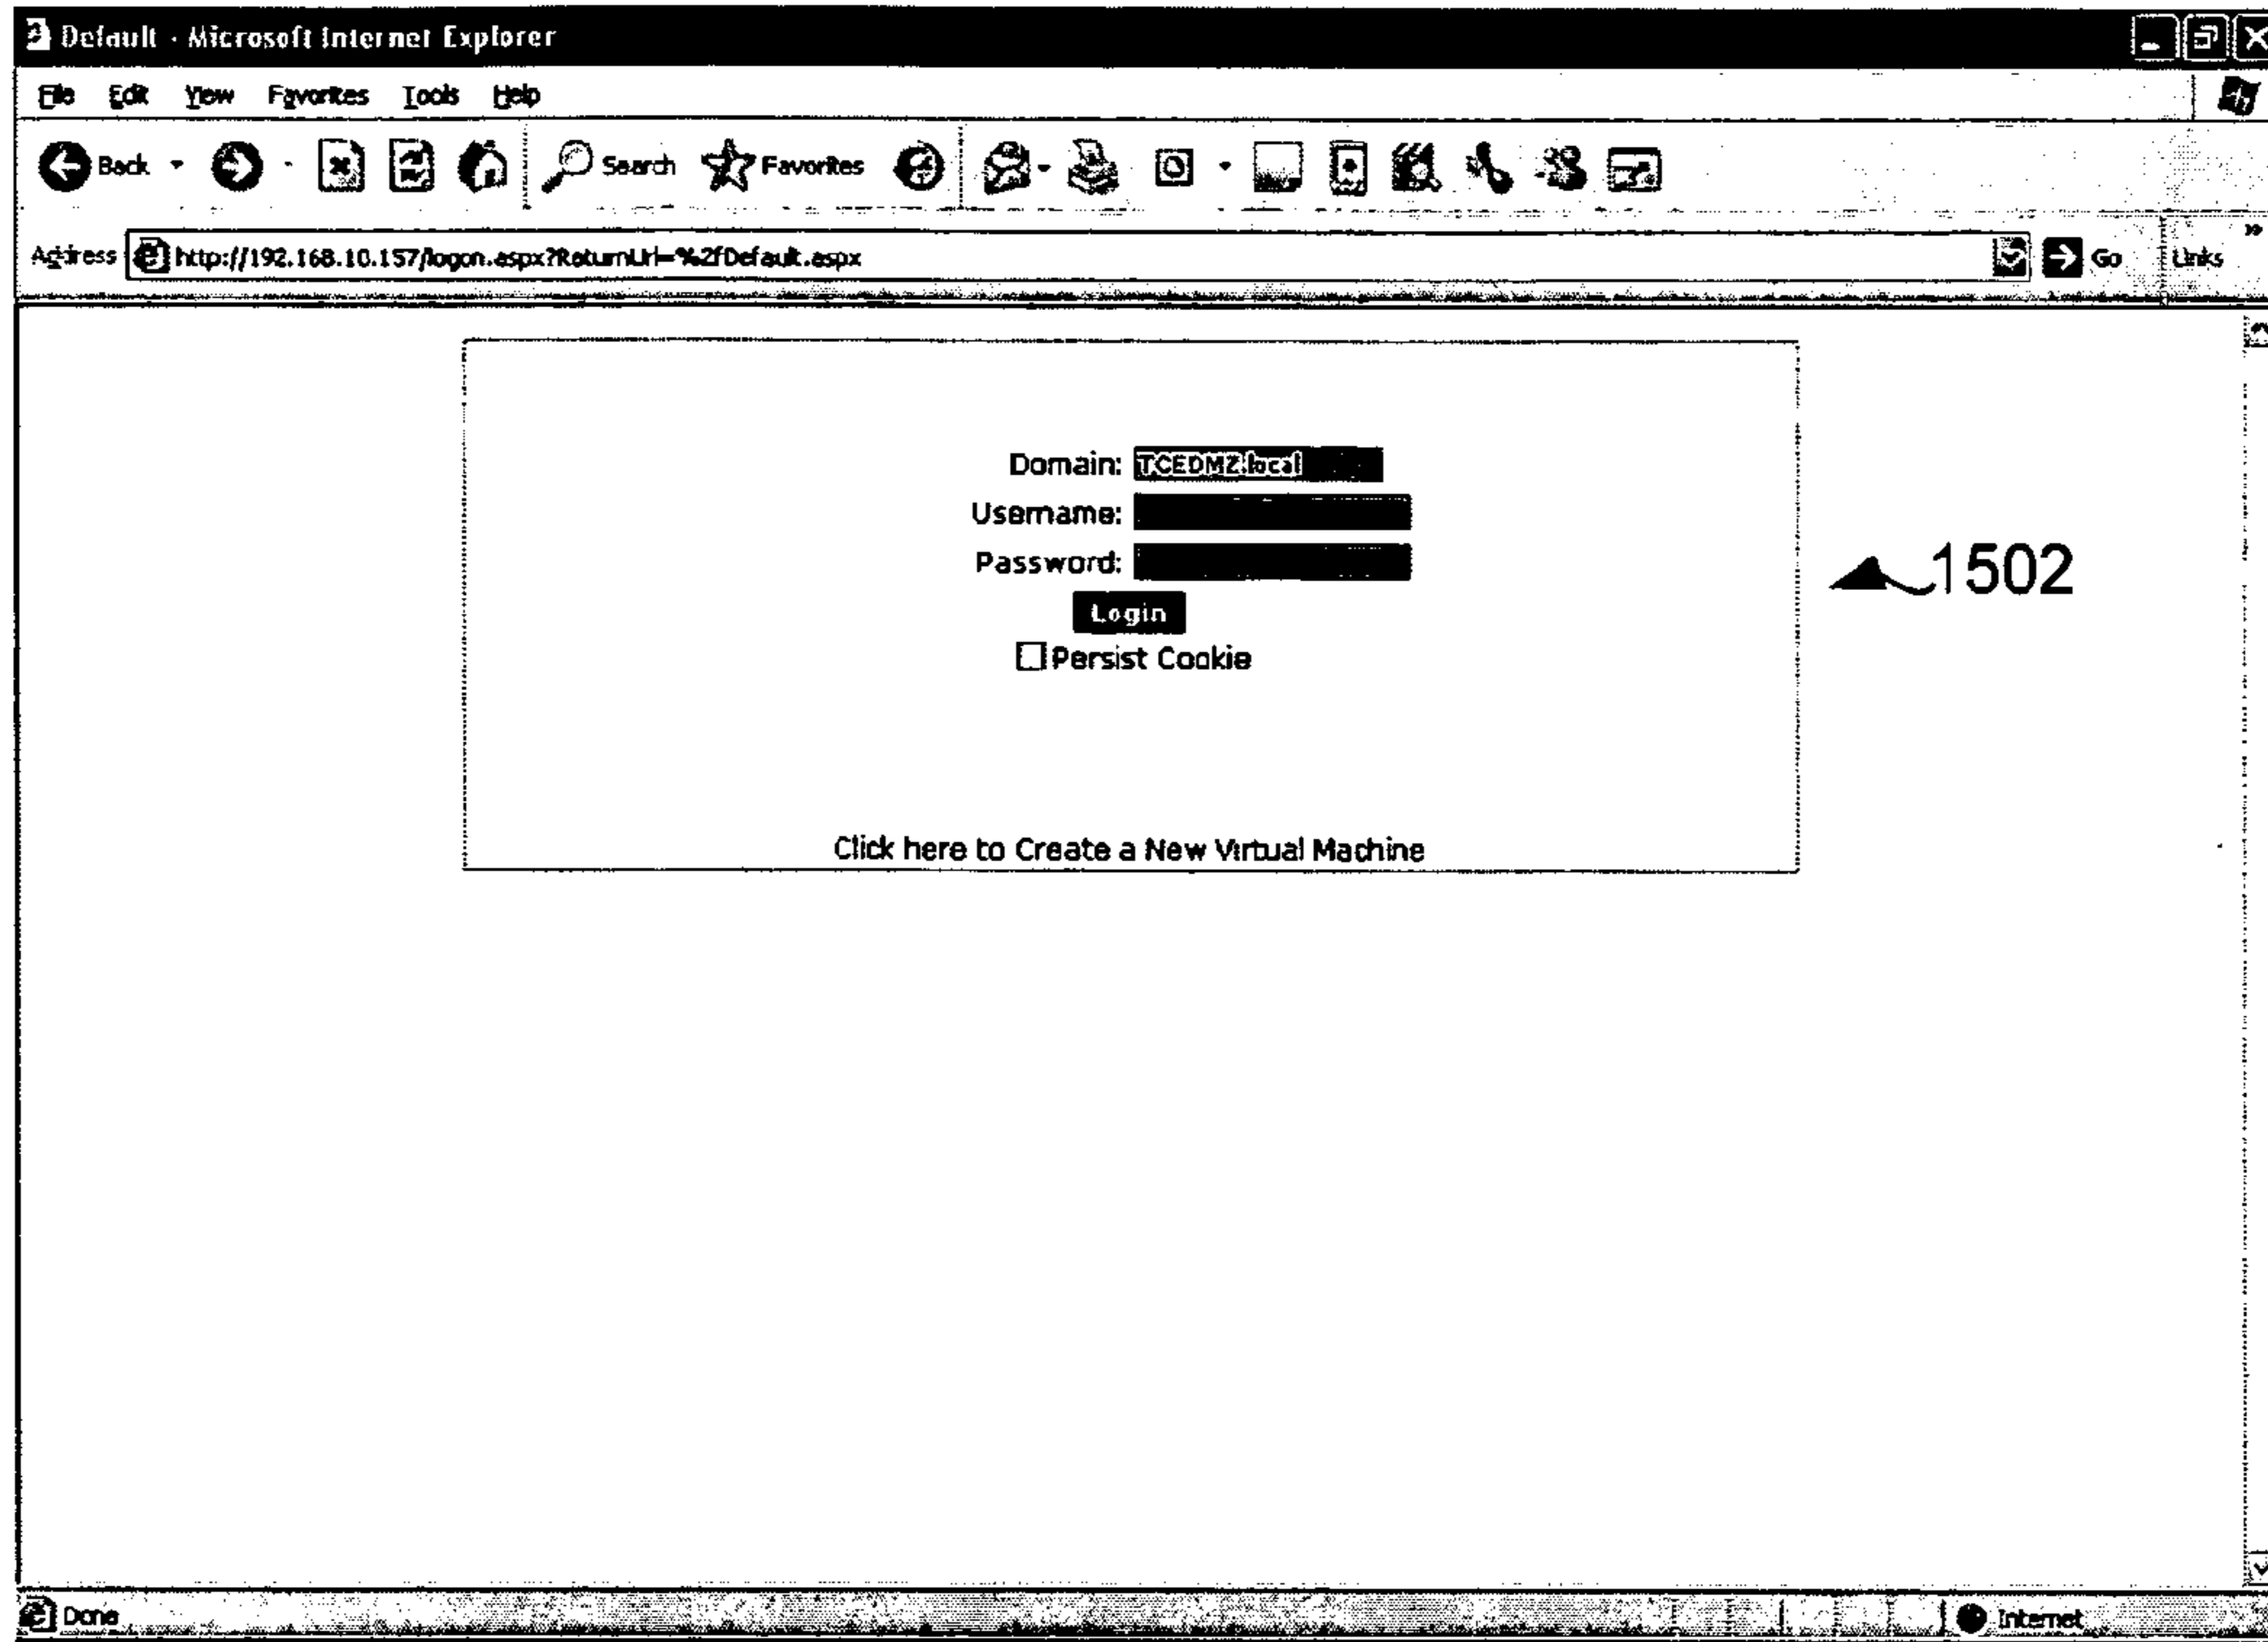 Default - Microsoft Internet Explorer
File Edit View Favorites Tools Help
Back Search Favorites
Address http://192.168.10.157/logon.aspx?ReturnUrl=%2fDefault.aspx Go Links
Domain: TCEDMZ.local
Username:
Password:
Login
Persist Cookie
1502
Click here to Create a New Virtual Machine
Done Internet